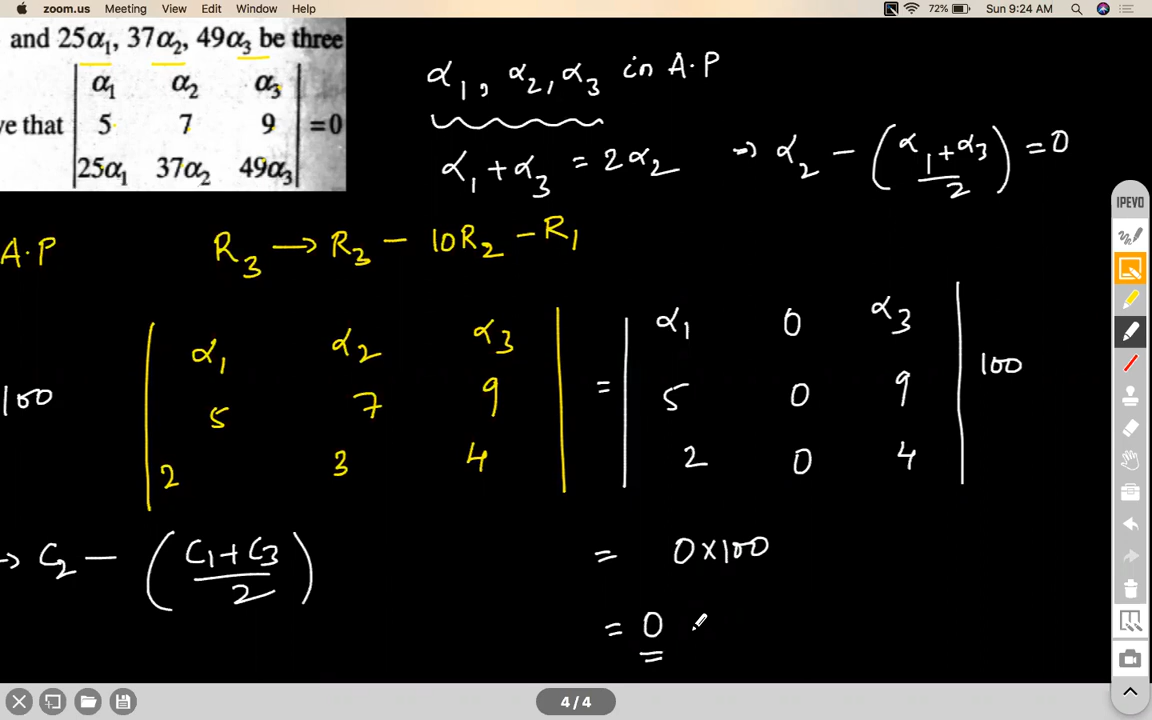 zoom.us Meeting View Edit Window Help 72% Sun 9:24 AM
and 25α₁, 37α₂, 49α₃ be three
ve that
α₁ α₂ α₃
5 7 9 =0
25α₁ 37α₂ 49α₃
α₁, α₂, α₃ in A.P
α₁ + α₃ = 2α₂ ⇒ α₂ − (α₁+α₃/2) = 0
IPEVO
A.P R₃ → R₃ − 10R₂ − R₁
α₁ α₂ α₃ = α₁ 0 α₃
100 5 7 9 5 0 9 100
2 3 4 2 0 4
→ C₂ − (C₁+C₃/2)
= 0×100
= 0
4 / 4